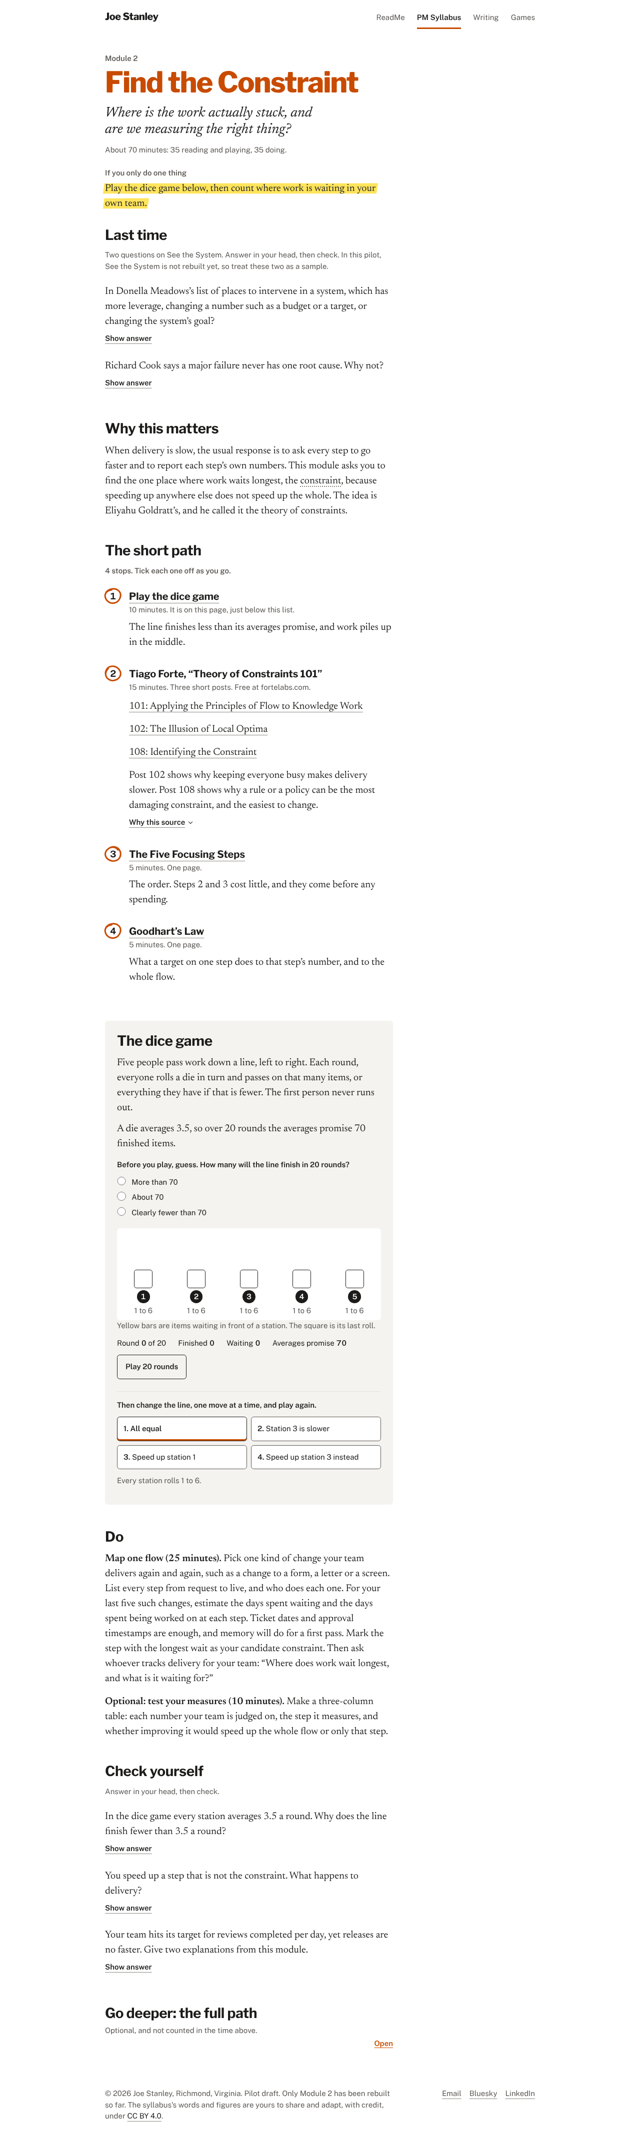 Joe Stanley
ReadMe PM Syllabus Writing Games
Module 2
Find the Constraint
Where is the work actually stuck, and
are we measuring the right thing?
About 70 minutes: 35 reading and playing, 35 doing.
If you only do one thing
Play the dice game below, then count where work is waiting in your
own team.
Last time
Two questions on See the System. Answer in your head, then check. In this pilot,
See the System is not rebuilt yet, so treat these two as a sample.
In Donella Meadows’s list of places to intervene in a system, which has
more leverage, changing a number such as a budget or a target, or
changing the system’s goal?
Show answer
Richard Cook says a major failure never has one root cause. Why not?
Show answer
Why this matters
When delivery is slow, the usual response is to ask every step to go
faster and to report each step’s own numbers. This module asks you to
find the one place where work waits longest, the constraint, because
speeding up anywhere else does not speed up the whole. The idea is
Eliyahu Goldratt’s, and he called it the theory of constraints.
The short path
4 stops. Tick each one off as you go.
1 Play the dice game
10 minutes. It is on this page, just below this list.
The line finishes less than its averages promise, and work piles up
in the middle.
2 Tiago Forte, “Theory of Constraints 101”
15 minutes. Three short posts. Free at fortelabs.com.
101: Applying the Principles of Flow to Knowledge Work
102: The Illusion of Local Optima
108: Identifying the Constraint
Post 102 shows why keeping everyone busy makes delivery
slower. Post 108 shows why a rule or a policy can be the most
damaging constraint, and the easiest to change.
Why this source
3 The Five Focusing Steps
5 minutes. One page.
The order. Steps 2 and 3 cost little, and they come before any
spending.
4 Goodhart’s Law
5 minutes. One page.
What a target on one step does to that step’s number, and to the
whole flow.
The dice game
Five people pass work down a line, left to right. Each round,
everyone rolls a die in turn and passes on that many items, or
everything they have if that is fewer. The first person never runs
out.
A die averages 3.5, so over 20 rounds the averages promise 70
finished items.
Before you play, guess. How many will the line finish in 20 rounds?
More than 70
About 70
Clearly fewer than 70
1 2 3 4 5
1 to 6 1 to 6 1 to 6 1 to 6 1 to 6
Yellow bars are items waiting in front of a station. The square is its last roll.
Round 0 of 20 Finished 0 Waiting 0 Averages promise 70
Play 20 rounds
Then change the line, one move at a time, and play again.
1. All equal 2. Station 3 is slower
3. Speed up station 1 4. Speed up station 3 instead
Every station rolls 1 to 6.
Do
Map one flow (25 minutes). Pick one kind of change your team
delivers again and again, such as a change to a form, a letter or a screen.
List every step from request to live, and who does each one. For your
last five such changes, estimate the days spent waiting and the days
spent being worked on at each step. Ticket dates and approval
timestamps are enough, and memory will do for a first pass. Mark the
step with the longest wait as your candidate constraint. Then ask
whoever tracks delivery for your team: “Where does work wait longest,
and what is it waiting for?”
Optional: test your measures (10 minutes). Make a three-column
table: each number your team is judged on, the step it measures, and
whether improving it would speed up the whole flow or only that step.
Check yourself
Answer in your head, then check.
In the dice game every station averages 3.5 a round. Why does the line
finish fewer than 3.5 a round?
Show answer
You speed up a step that is not the constraint. What happens to
delivery?
Show answer
Your team hits its target for reviews completed per day, yet releases are
no faster. Give two explanations from this module.
Show answer
Go deeper: the full path
Optional, and not counted in the time above.
Open
© 2026 Joe Stanley, Richmond, Virginia. Pilot draft. Only Module 2 has been rebuilt
so far. The syllabus’s words and figures are yours to share and adapt, with credit,
under CC BY 4.0.
Email Bluesky LinkedIn